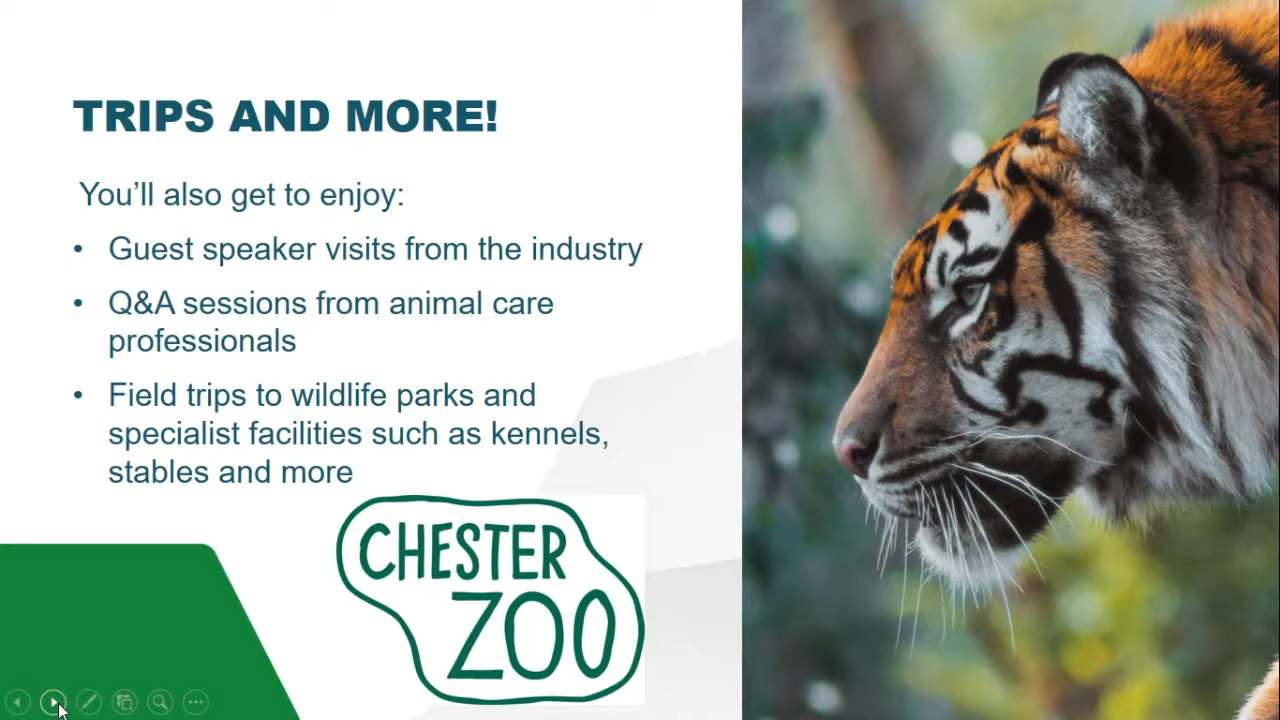 TRIPS AND MORE!
You’ll also get to enjoy:
• Guest speaker visits from the industry
• Q&A sessions from animal care
professionals
• Field trips to wildlife parks and
specialist facilities such as kennels,
stables and more
CHESTER
ZOO